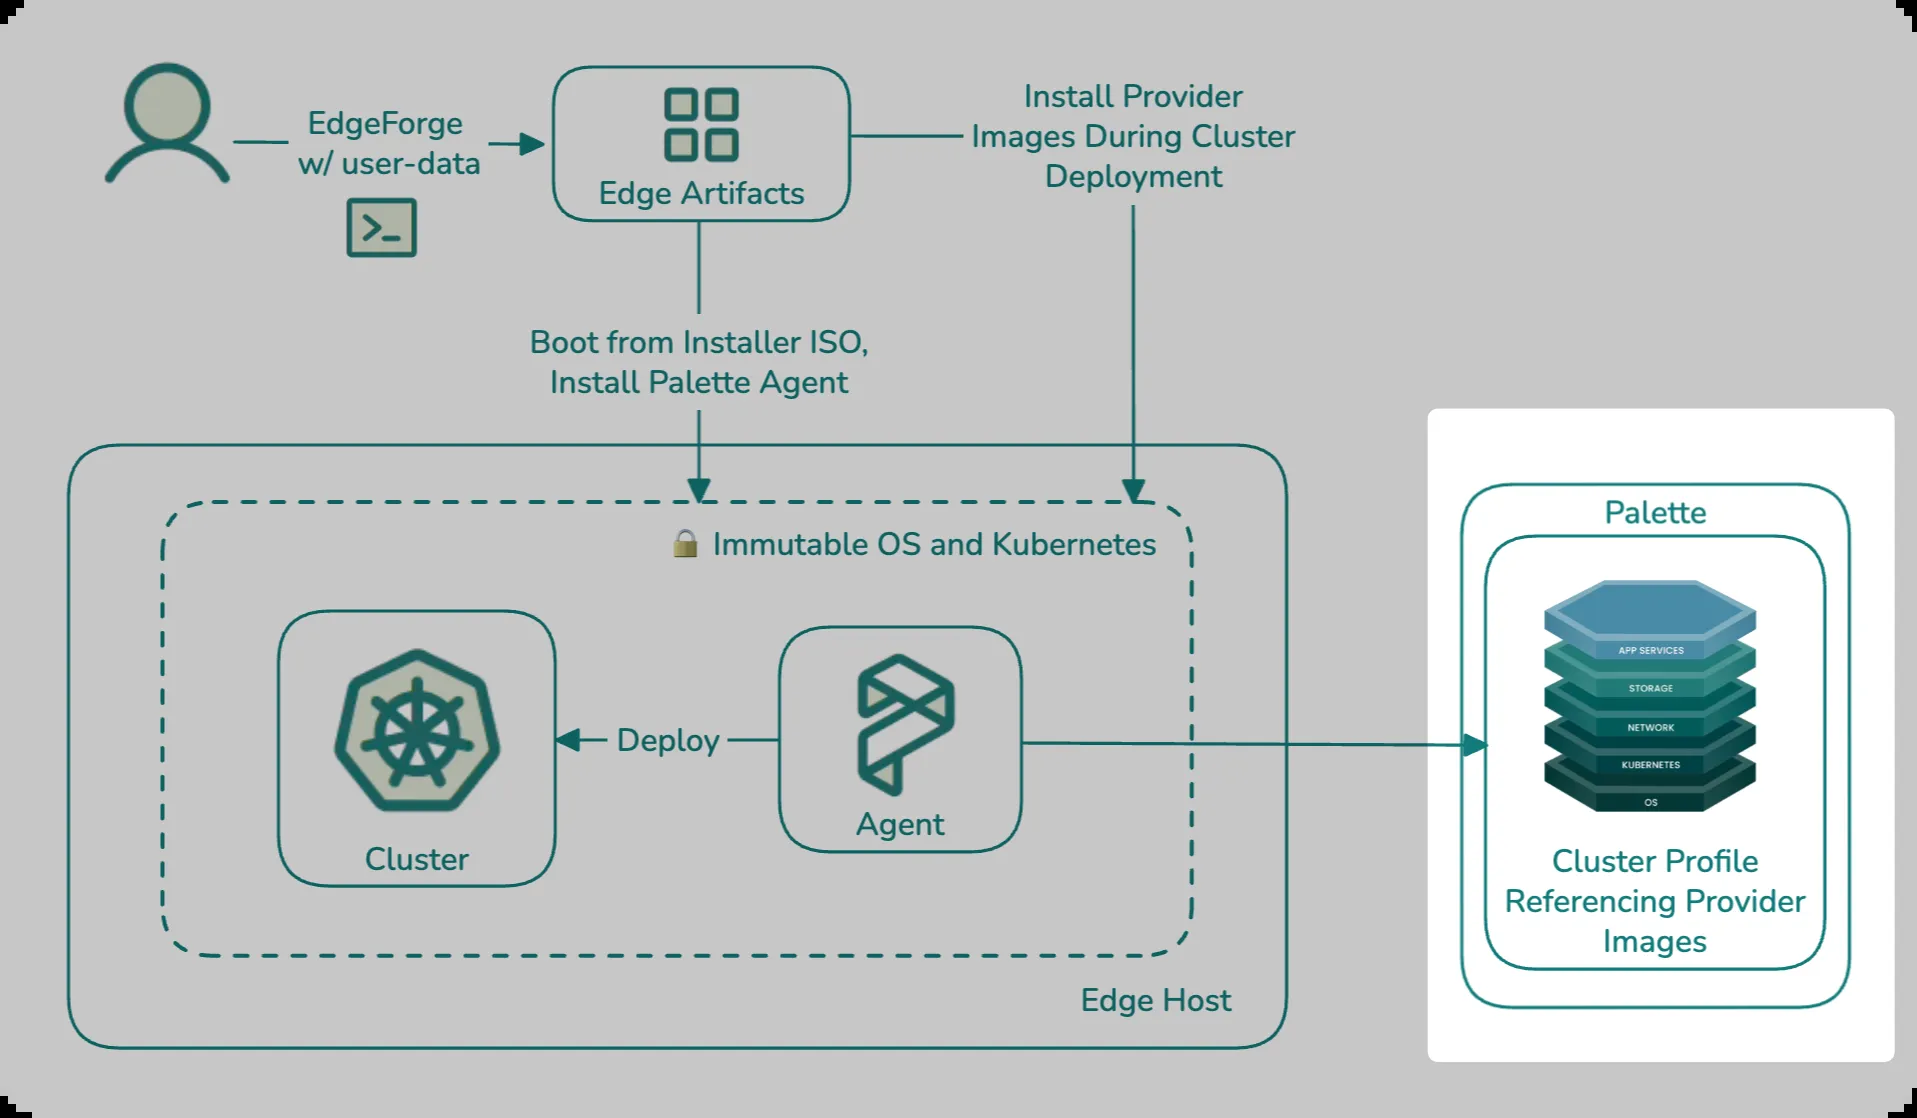 EdgeForge
w/ user-data
>_
Edge Artifacts
Install Provider
Images During Cluster
Deployment
Boot from Installer ISO,
Install Palette Agent
Immutable OS and Kubernetes
Cluster
Deploy
Agent
Edge Host
Palette
APP SERVICES
STORAGE
NETWORK
KUBERNETES
OS
Cluster Profile
Referencing Provider
Images